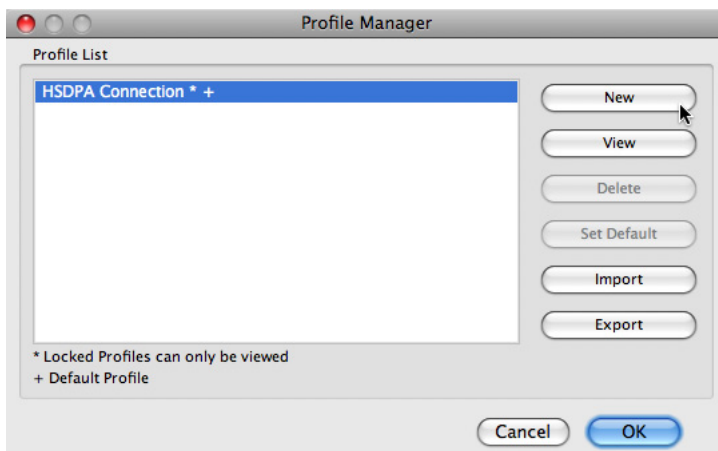 Profile Manager
Profile List
HSDPA Connection * +
New
View
Delete
Set Default
Import
Export
* Locked Profiles can only be viewed
+ Default Profile
Cancel
OK